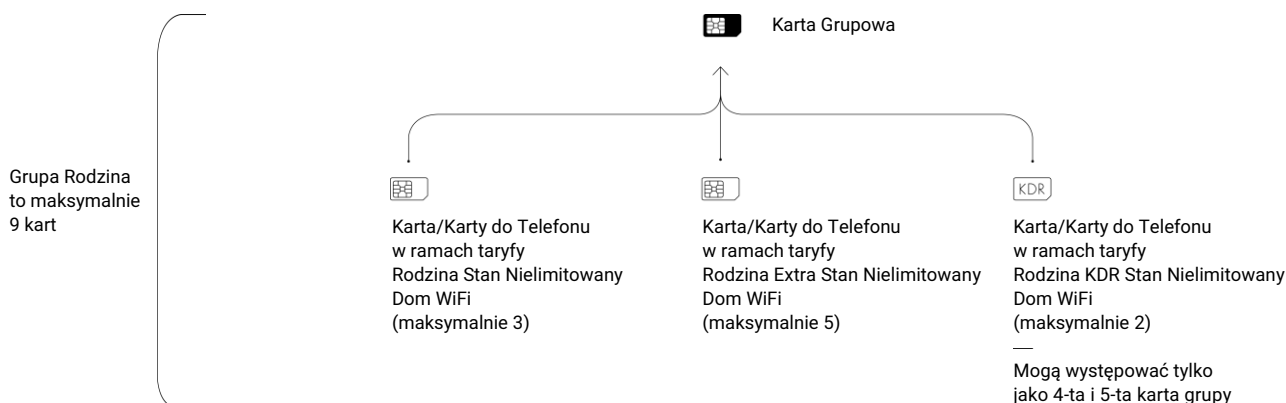 Karta Grupowa
Grupa Rodzina
to maksymalnie
9 kart
KDR
Karta/Karty do Telefonu
w ramach taryfy
Rodzina Stan Nielimitowany
Dom WiFi
(maksymalnie 3)
Karta/Karty do Telefonu
w ramach taryfy
Rodzina Extra Stan Nielimitowany
Dom WiFi
(maksymalnie 5)
Karta/Karty do Telefonu
w ramach taryfy
Rodzina KDR Stan Nielimitowany
Dom WiFi
(maksymalnie 2)
Mogą występować tylko
jako 4-ta i 5-ta karta grupy